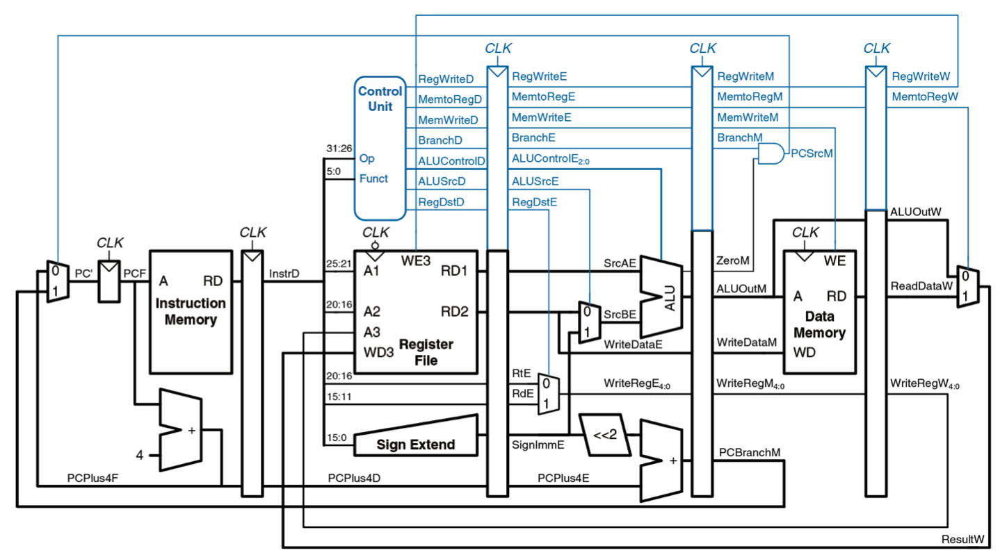 CLK CLK CLK
RegWriteD RegWriteE RegWriteM RegWriteW
Control Unit
MemtoRegD MemtoRegE MemtoRegM MemtoRegW
MemWriteD MemWriteE MemWriteM
BranchD BranchE BranchM
31:26 Op
PCSrcM
ALUControlD ALUControlE2:0
5:0 Funct
ALUSrcD ALUSrcE
RegDstD RegDstE
ALUOutW
CLK CLK CLK CLK
0 1 PC' PCF
A RD
Instruction Memory
InstrD
25:21 A1 WE3 RD1
20:16 A2 RD2
A3
WD3
Register File
SrcAE
0 1 SrcBE
ALU
ZeroM
ALUOutM
WE
A RD
Data Memory
WD
ReadDataW
0 1
WriteDataE WriteDataM
20:16 RtE 0
15:11 RdE 1
WriteRegE4:0 WriteRegM4:0 WriteRegW4:0
+
4
15:0 Sign Extend SignImmE
<<2
+
PCBranchM
PCPlus4F PCPlus4D PCPlus4E
ResultW